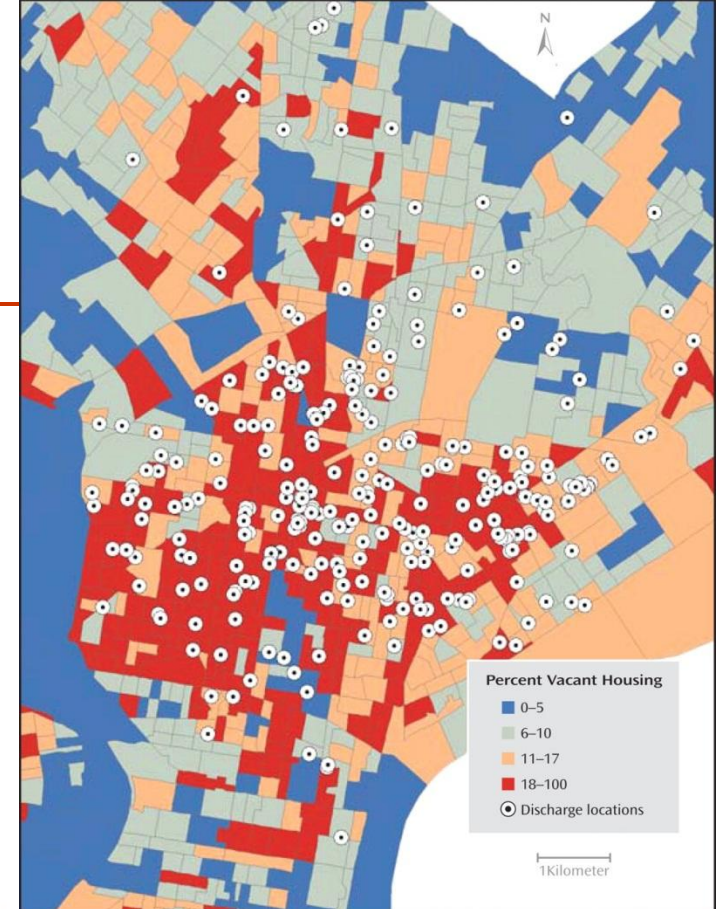 N
Percent Vacant Housing
0–5
6–10
11–17
18–100
Discharge locations
1Kilometer